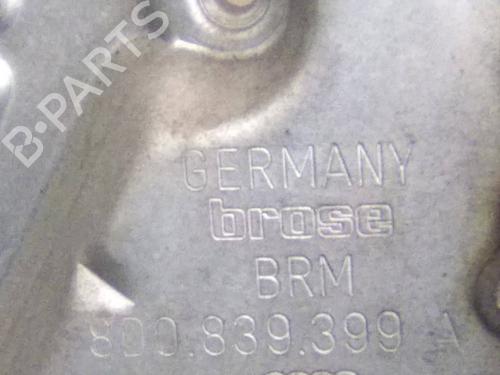 B-PARTS
GERMANY
brose
BRM
8D0.839.399 A